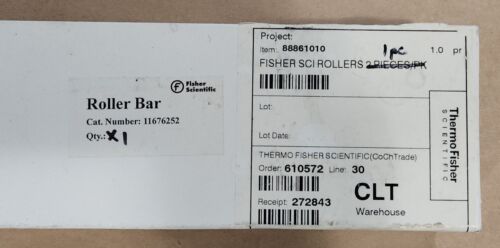 Fisher
Scientific
Roller Bar
Cat. Number: 11676252
Qty.: x1
Project:
Item: 88861010
1pc
1.0 pr
FISHER SCI ROLLERS 2 PIECES/PK
Lot:
Lot Date:
THERMO FISHER SCIENTIFIC(CoChTrade)
Order: 610572 Line: 30
CLT
Receipt: 272843
Warehouse
ThermoFisher
SCIENTIFIC